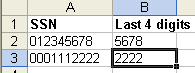 A B
1 SSN Last 4 digits
2 012345678 5678
3 0001112222 2222